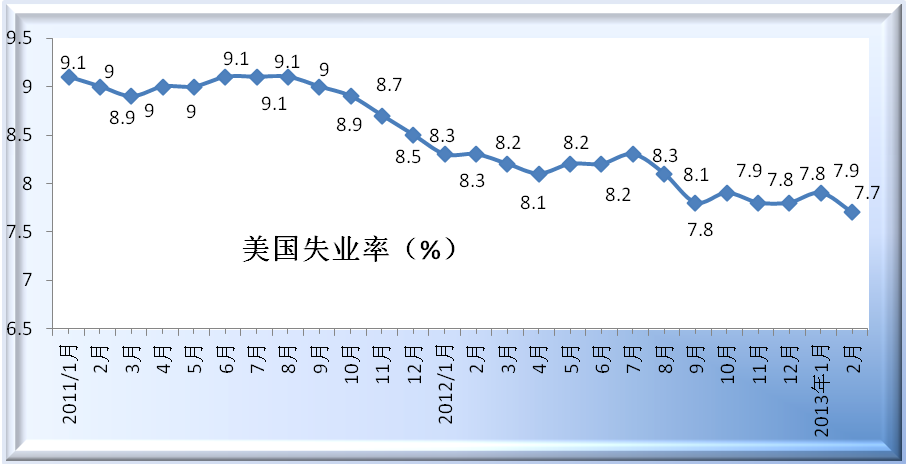 9.5
9
8.5
8
7.5
7
6.5
9.1
9
8.9
9
9
9.1
9.1
9.1
9
8.9
8.7
8.5
8.3
8.3
8.2
8.1
8.2
8.2
8.3
8.1
7.8
7.9
7.8
7.8
7.9
7.7
美国失业率（%）
2011/1月
2月
3月
4月
5月
6月
7月
8月
9月
10月
11月
12月
2012/1月
2月
3月
4月
5月
6月
7月
8月
9月
10月
11月
12月
2013年1月
2月